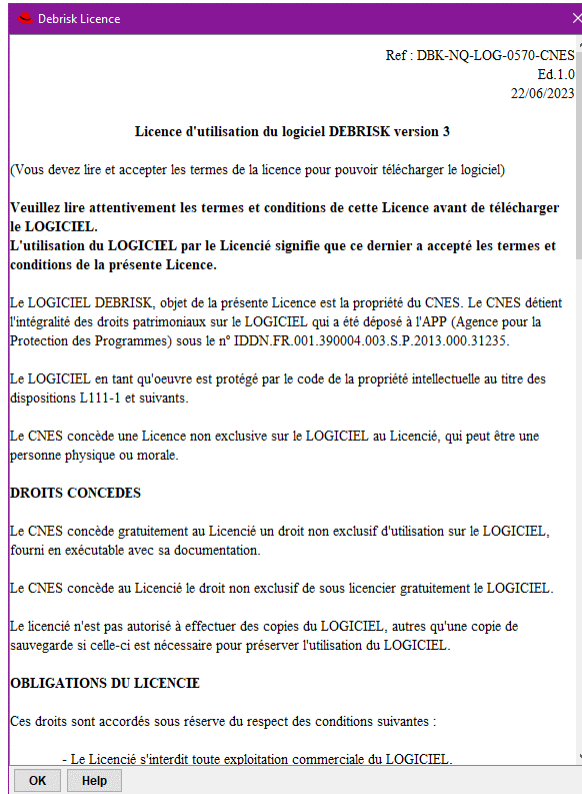 Debrisk Licence
Ref : DBK-NQ-LOG-0570-CNES
Ed.1.0
22/06/2023
Licence d'utilisation du logiciel DEBRISK version 3
(Vous devez lire et accepter les termes de la licence pour pouvoir télécharger le logiciel)
Veuillez lire attentivement les termes et conditions de cette Licence avant de télécharger
le LOGICIEL.
L'utilisation du LOGICIEL par le Licencié signifie que ce dernier a accepté les termes et
conditions de la présente Licence.
Le LOGICIEL DEBRISK, objet de la présente Licence est la propriété du CNES. Le CNES détient
l'intégralité des droits patrimoniaux sur le LOGICIEL qui a été déposé à l'APP (Agence pour la
Protection des Programmes) sous le n° IDDN.FR.001.390004.003.S.P.2013.000.31235.
Le LOGICIEL en tant qu'oeuvre est protégé par le code de la propriété intellectuelle au titre des
dispositions L111-1 et suivants.
Le CNES concède une Licence non exclusive sur le LOGICIEL au Licencié, qui peut être une
personne physique ou morale.
DROITS CONCEDES
Le CNES concède gratuitement au Licencié un droit non exclusif d'utilisation sur le LOGICIEL,
fourni en exécutable avec sa documentation.
Le CNES concède au Licencié le droit non exclusif de sous licencier gratuitement le LOGICIEL.
Le licencié n'est pas autorisé à effectuer des copies du LOGICIEL, autres qu'une copie de
sauvegarde si celle-ci est nécessaire pour préserver l'utilisation du LOGICIEL.
OBLIGATIONS DU LICENCIE
Ces droits sont accordés sous réserve du respect des conditions suivantes :
- Le Licencié s'interdit toute exploitation commerciale du LOGICIEL.
OK Help